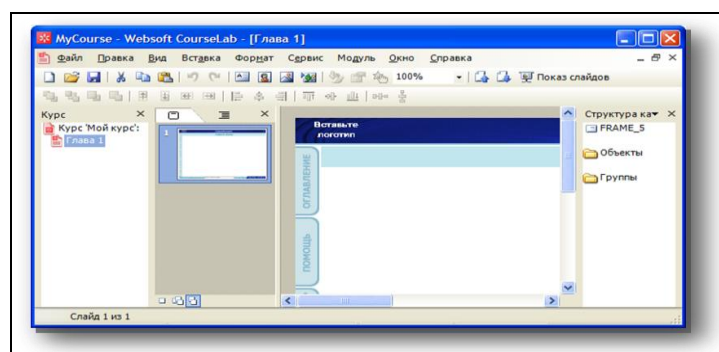 MyCourse - Websoft CourseLab - [Глава 1]
Файл Правка Вид Вставка Формат Сервис Модуль Окно Справка
100% Показ слайдов
Курс
Структура ка
Курс 'Мой курс':
Глава 1
1
Вставьте
логотип
ОГЛАВЛЕНИЕ
ПОМОЩЬ
FRAME_5
Объекты
Группы
Слайд 1 из 1